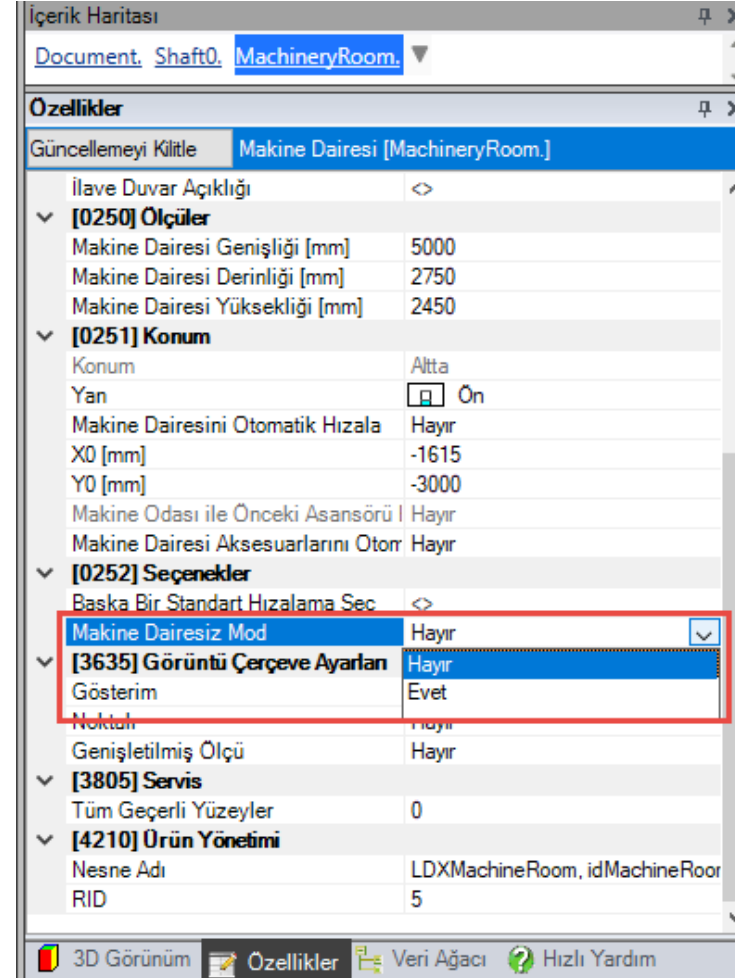 İçerik Haritası
Document. Shaft0. MachineryRoom.
Özellikler
Güncellemeyi Kilitle Makine Dairesi [MachineryRoom.]
İlave Duvar Açıklığı <>
[0250] Ölçüler
Makine Dairesi Genişliği [mm] 5000
Makine Dairesi Derinliği [mm] 2750
Makine Dairesi Yüksekliği [mm] 2450
[0251] Konum
Konum Altta
Yan Ön
Makine Dairesini Otomatik Hızala Hayır
X0 [mm] -1615
Y0 [mm] -3000
Makine Odası ile Önceki Asansörü Hayır
Makine Dairesi Aksesuarlarını Otom Hayır
[0252] Seçenekler
Baska Bir Standart Hızalama Sec <>
Makine Dairesiz Mod Hayır
[3635] Görüntü Çerçeve Ayarları Hayır
Gösterim Evet
Noktalı Hayır
Genişletilmiş Ölçü Hayır
[3805] Servis
Tüm Geçerli Yüzeyler 0
[4210] Ürün Yönetimi
Nesne Adı LDXMachineRoom, idMachineRoor
RID 5
3D Görünüm Özellikler Veri Ağacı Hızlı Yardım